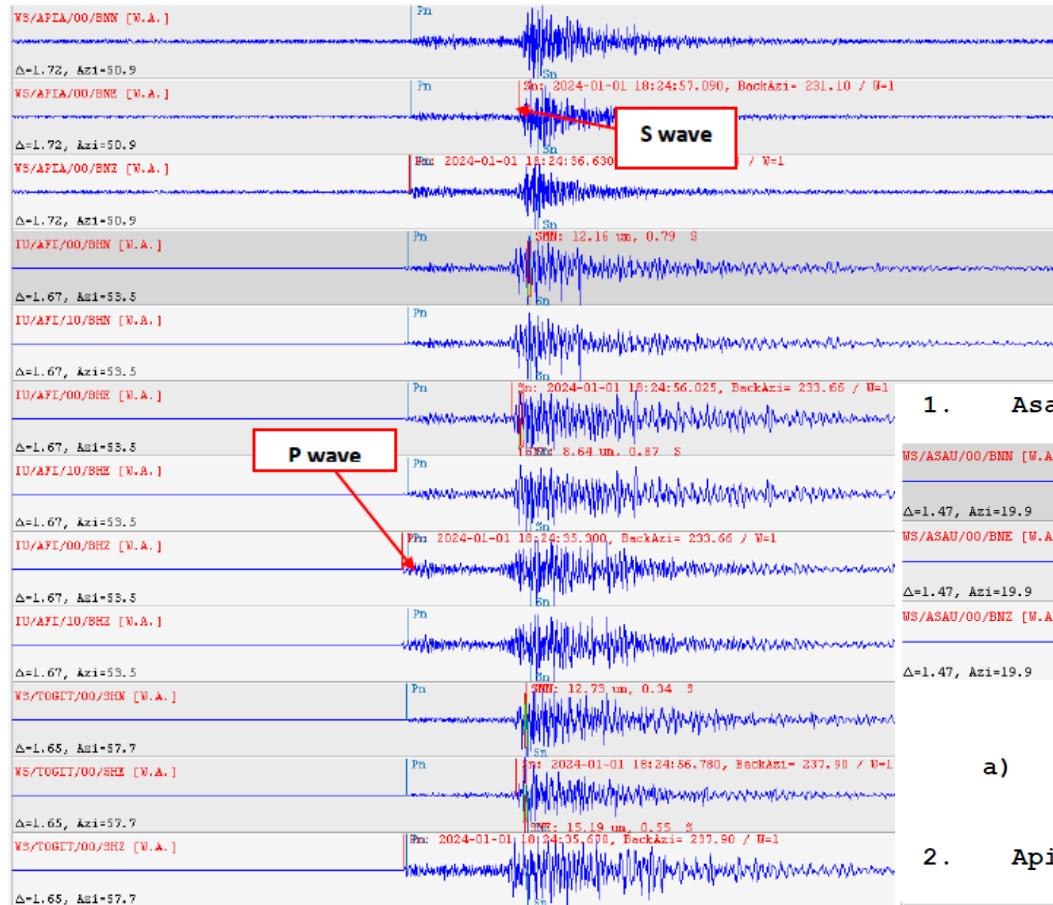 WS/APIA/00/BNN [W.A.]
Pn
Sn
Δ=1.72, Azi=50.9
WS/APIA/00/BNE [W.A.]
Pn
Sn: 2024-01-01 18:24:57.090, BackAzi= 231.10 / W=1
S wave
Sn
Δ=1.72, Azi=50.9
WS/APIA/00/BNZ [W.A.]
Pn: 2024-01-01 18:24:36.630
/ W=1
Sn
Δ=1.72, Azi=50.9
IU/AFI/00/BHN [W.A.]
Pn
SMN: 12.16 um, 0.79 S
Sn
Δ=1.67, Azi=53.5
IU/AFI/10/BHN [W.A.]
Pn
Sn
Δ=1.67, Azi=53.5
IU/AFI/00/BHE [W.A.]
Pn
Sn: 2024-01-01 18:24:56.025, BackAzi= 233.66 / W=1
8.64 um, 0.87 S
Δ=1.67, Azi=53.5
P wave
IU/AFI/10/BHE [W.A.]
Pn
Sn
Δ=1.67, Azi=53.5
IU/AFI/00/BHZ [W.A.]
Pn: 2024-01-01 18:24:35.300, BackAzi= 233.66 / W=1
Sn
Δ=1.67, Azi=53.5
IU/AFI/10/BHZ [W.A.]
Pn
Sn
Δ=1.67, Azi=53.5
WS/TOGIT/00/SHN [W.A.]
Pn
SMN: 12.73 um, 0.34 S
Sn
Δ=1.65, Azi=57.7
WS/TOGIT/00/SHE [W.A.]
Pn
Sn: 2024-01-01 18:24:56.780, BackAzi= 237.90 / W=1
SME: 15.19 um, 0.55 S
Δ=1.65, Azi=57.7
WS/TOGIT/00/SHZ [W.A.]
Pn: 2024-01-01 18:24:35.670, BackAzi= 237.90 / W=1
Sn
Δ=1.65, Azi=57.7
1. Asa
WS/ASAU/00/BNN [W.A
Δ=1.47, Azi=19.9
WS/ASAU/00/BNE [W.A
Δ=1.47, Azi=19.9
WS/ASAU/00/BNZ [W.A
Δ=1.47, Azi=19.9
a)
2. Api